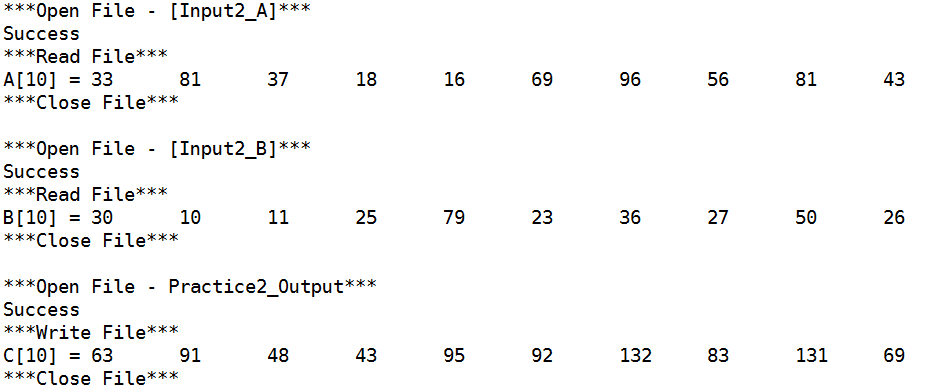 ***Open File - [Input2_A]***
Success
***Read File***
A[10] = 33 81 37 18 16 69 96 56 81 43
***Close File***
***Open File - [Input2_B]***
Success
***Read File***
B[10] = 30 10 11 25 79 23 36 27 50 26
***Close File***
***Open File - Practice2_Output***
Success
***Write File***
C[10] = 63 91 48 43 95 92 132 83 131 69
***Close File***